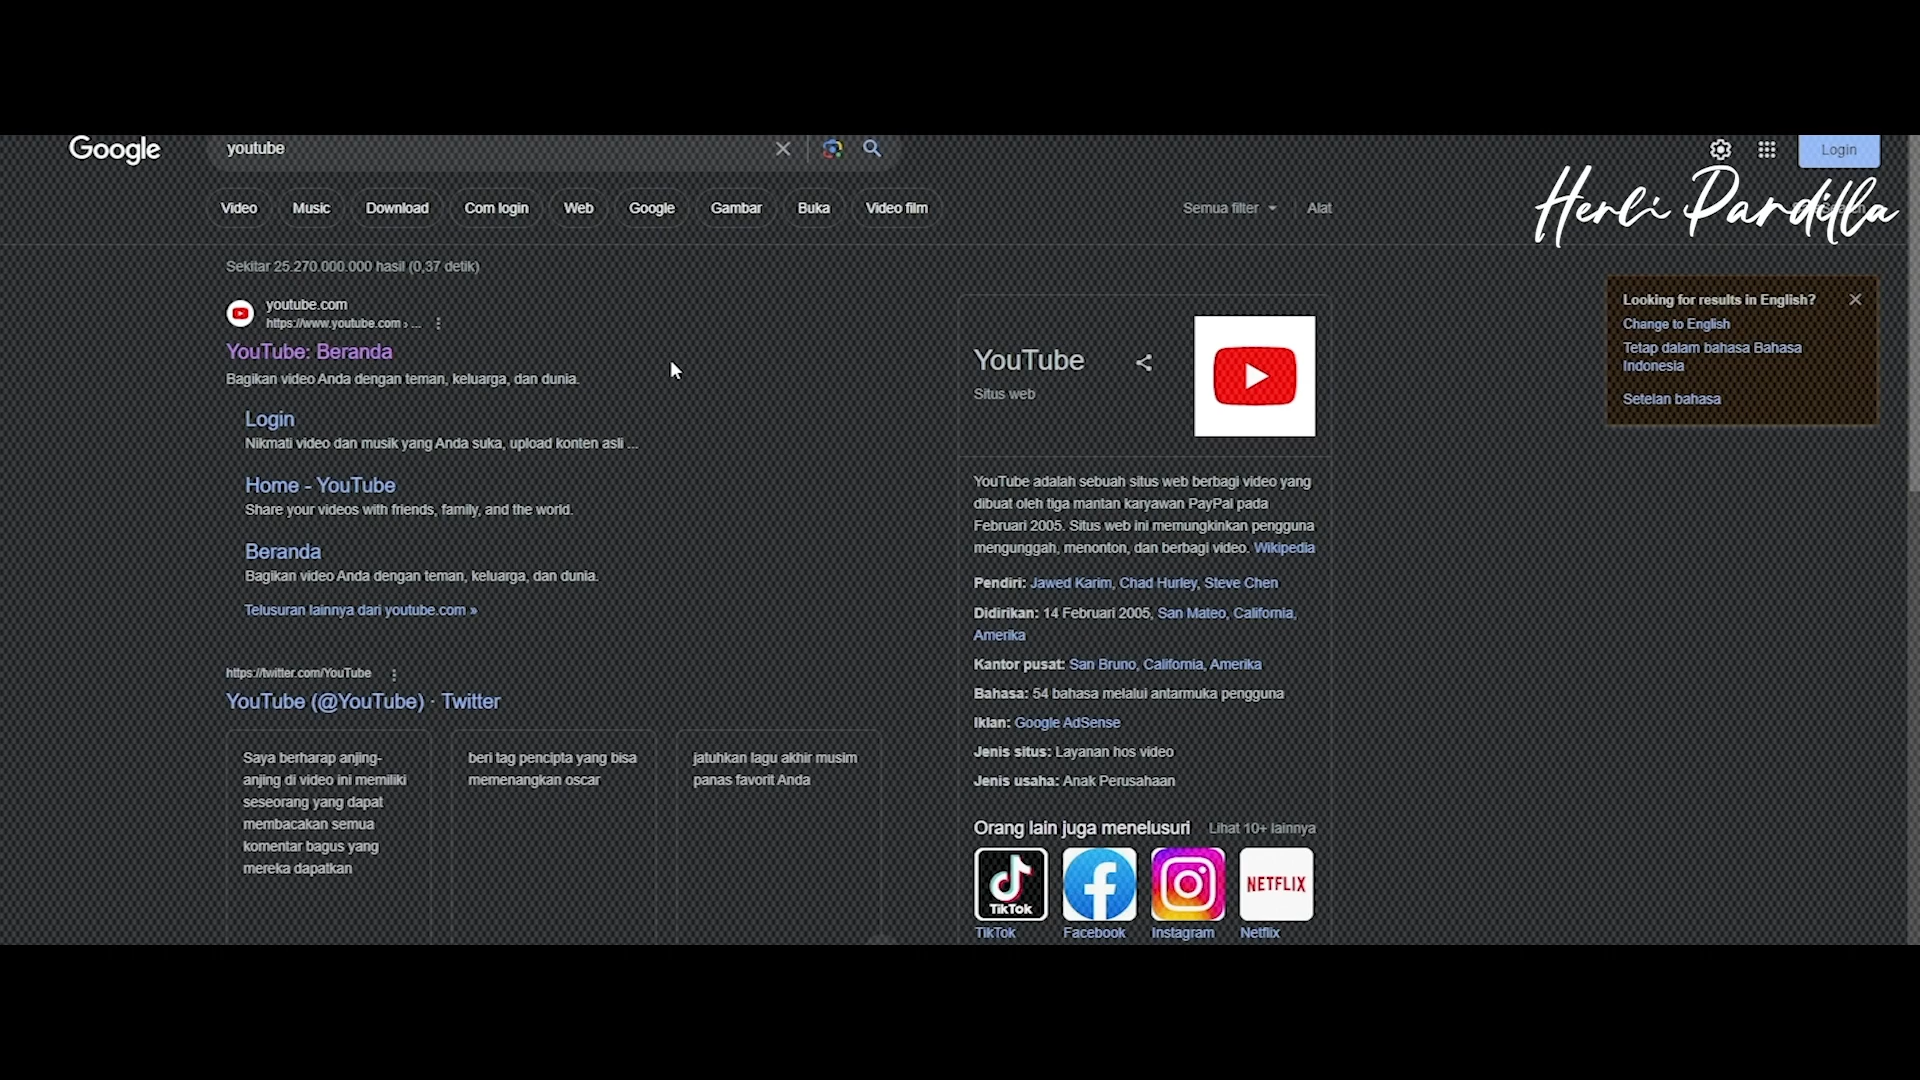 Google
youtube
Login
Herli Pardilla
Video
Music
Download
Com login
Web
Google
Gambar
Buka
Video film
Semua filter
Alat
Sekitar 25.270.000.000 hasil (0,37 detik)
youtube.com
https://www.youtube.com › ...
YouTube: Beranda
Bagikan video Anda dengan teman, keluarga, dan dunia.
Login
Nikmati video dan musik yang Anda suka, upload konten asli ...
Home - YouTube
Share your videos with friends, family, and the world.
Beranda
Bagikan video Anda dengan teman, keluarga, dan dunia.
Telusuran lainnya dari youtube.com »
https://twitter.com/YouTube
YouTube (@YouTube) · Twitter
Saya berharap anjing-
anjing di video ini memiliki
seseorang yang dapat
membacakan semua
komentar bagus yang
mereka dapatkan
beri tag pencipta yang bisa
memenangkan oscar
jatuhkan lagu akhir musim
panas favorit Anda
YouTube
Situs web
YouTube adalah sebuah situs web berbagi video yang
dibuat oleh tiga mantan karyawan PayPal pada
Februari 2005. Situs web ini memungkinkan pengguna
mengunggah, menonton, dan berbagi video. Wikipedia
Pendiri: Jawed Karim, Chad Hurley, Steve Chen
Didirikan: 14 Februari 2005, San Mateo, California,
Amerika
Kantor pusat: San Bruno, California, Amerika
Bahasa: 54 bahasa melalui antarmuka pengguna
Iklan: Google AdSense
Jenis situs: Layanan hos video
Jenis usaha: Anak Perusahaan
Orang lain juga menelusuri
Lihat 10+ lainnya
TikTok
NETFLIX
TikTok
Facebook
Instagram
Netflix
Looking for results in English?
Change to English
Tetap dalam bahasa Bahasa
Indonesia
Setelan bahasa